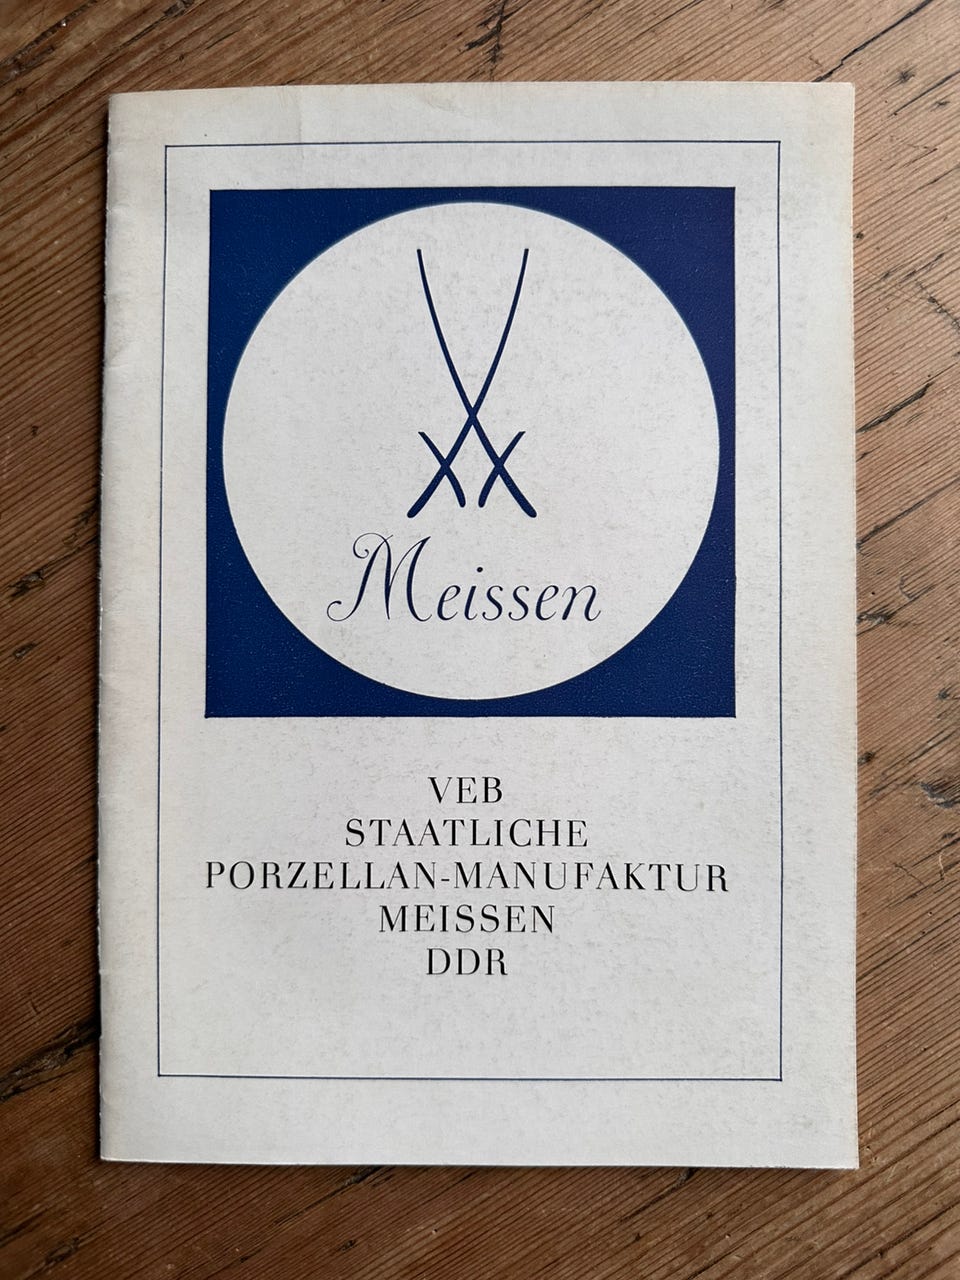 Meissen
VEB
STAATLICHE
PORZELLAN-MANUFAKTUR
MEISSEN
DDR